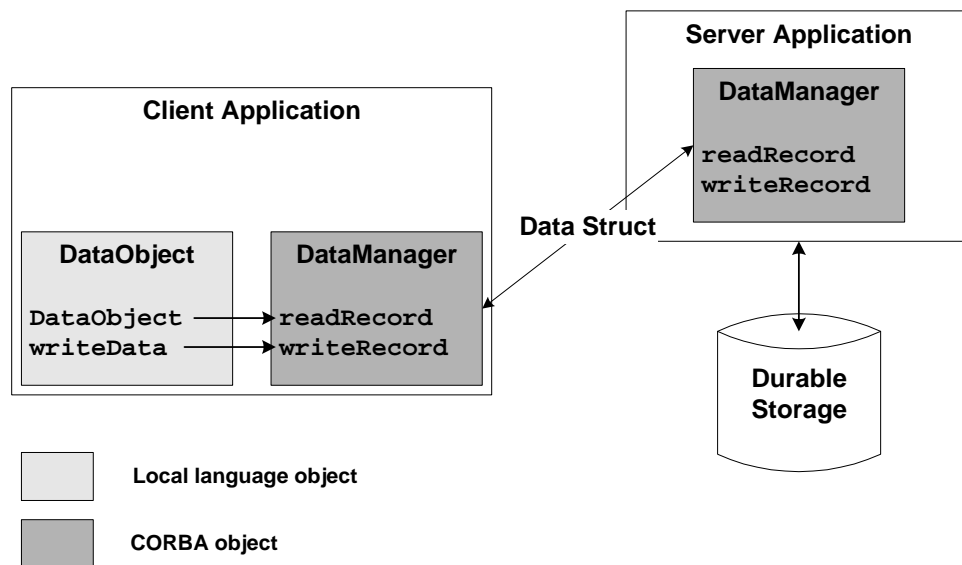 Server Application
DataManager
readRecord
writeRecord
Client Application
Data Struct
DataObject
DataObject
writeData
DataManager
readRecord
writeRecord
Durable
Storage
Local language object
CORBA object